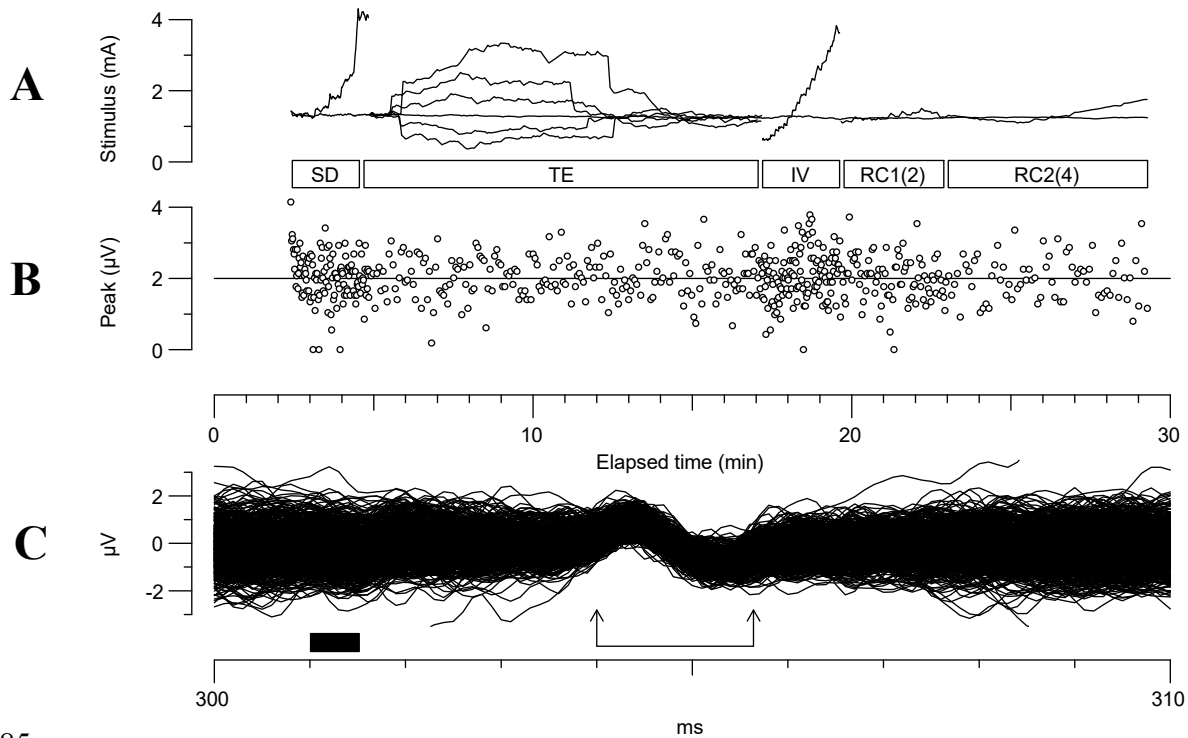 A
Stimulus (mA)
4
2
0
SD TE IV RC1(2) RC2(4)
B
Peak (µV)
4
2
0
0 10 20 30
Elapsed time (min)
C
µV
2
0
-2
300 310
ms